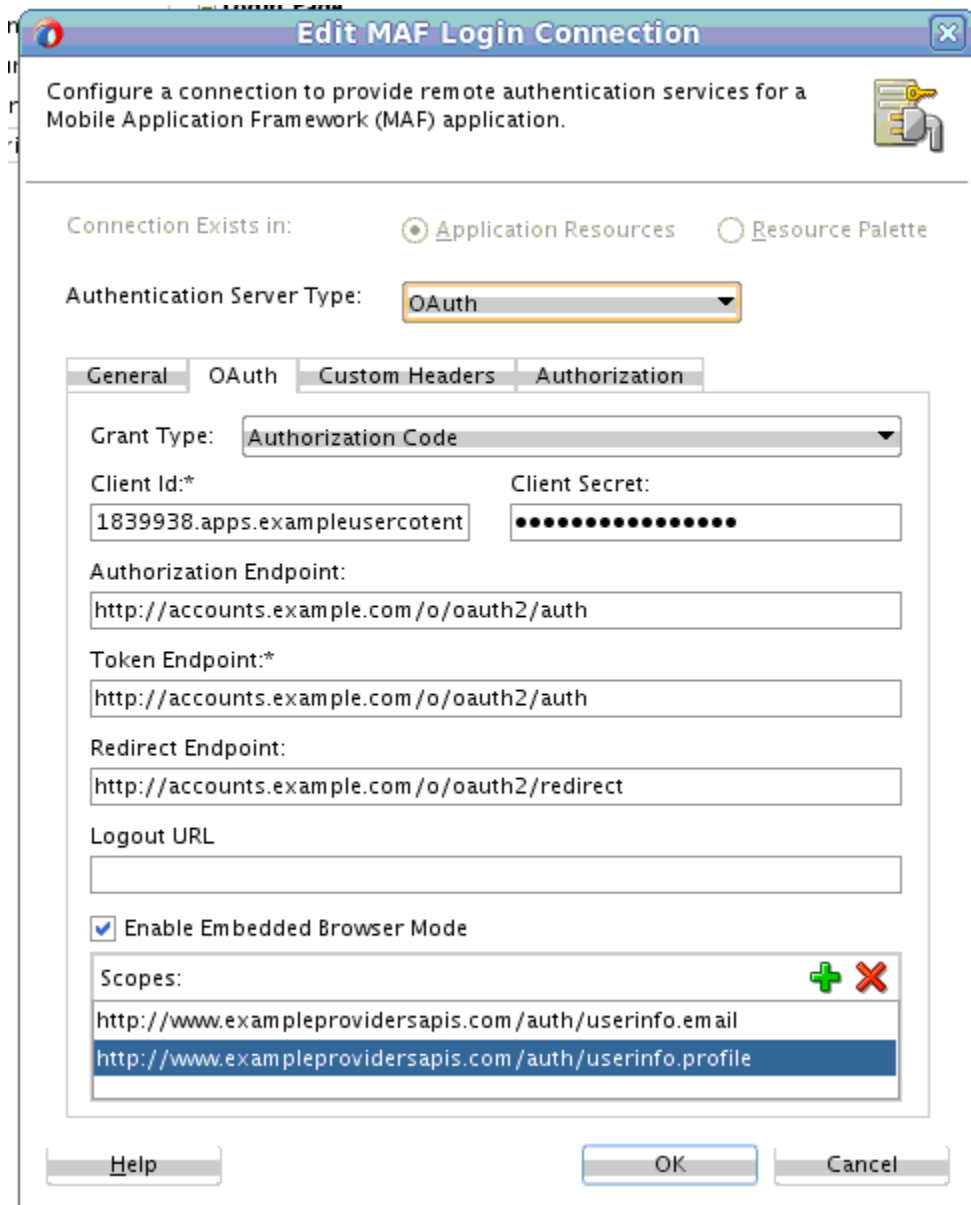 Edit MAF Login Connection
Configure a connection to provide remote authentication services for a
Mobile Application Framework (MAF) application.
Connection Exists in: Application Resources Resource Palette
Authentication Server Type: OAuth
General OAuth Custom Headers Authorization
Grant Type: Authorization Code
Client Id:* Client Secret:
1839938.apps.exampleusercotent ••••••••••••••••
Authorization Endpoint:
http://accounts.example.com/o/oauth2/auth
Token Endpoint:*
http://accounts.example.com/o/oauth2/auth
Redirect Endpoint:
http://accounts.example.com/o/oauth2/redirect
Logout URL
Enable Embedded Browser Mode
Scopes:
http://www.exampleprovidersapis.com/auth/userinfo.email
http://www.exampleprovidersapis.com/auth/userinfo.profile
Help OK Cancel